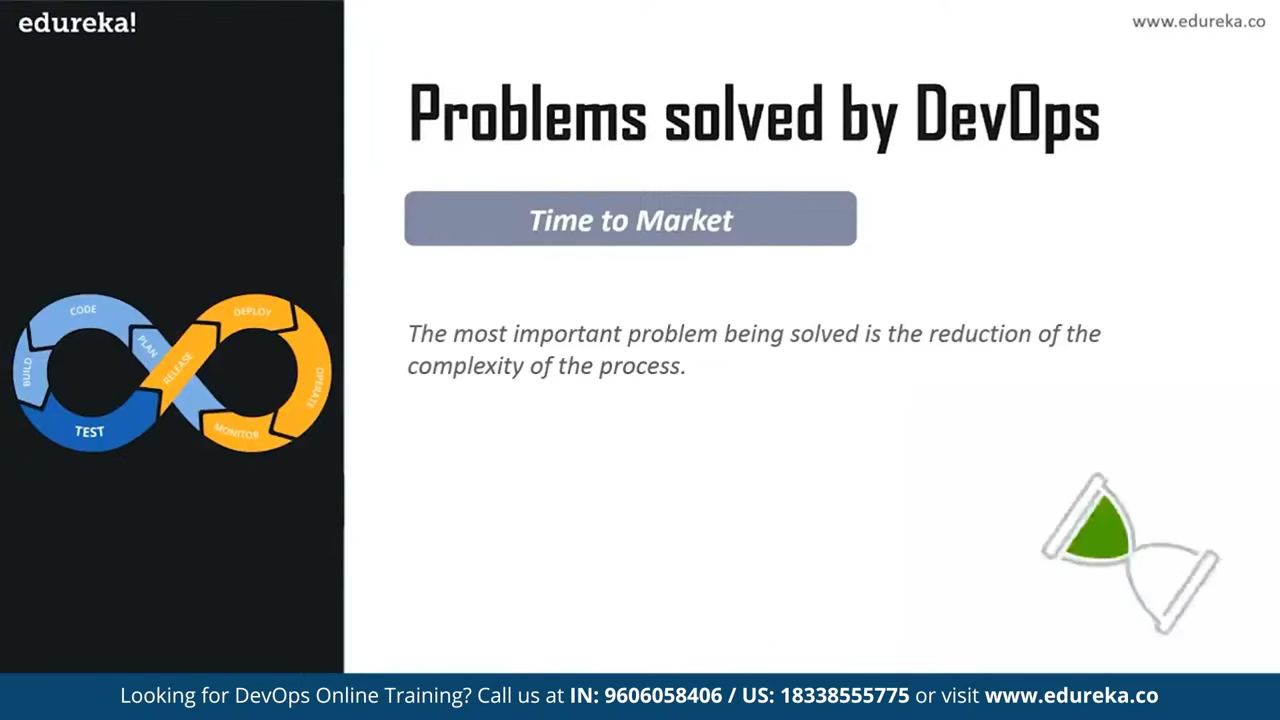 edureka!
www.edureka.co
Problems solved by DevOps
Time to Market
The most important problem being solved is the reduction of the
complexity of the process.
CODE
DEPLOY
PLAN
BUILD
RELEASE
OPERATE
TEST
MONITOR
Looking for DevOps Online Training? Call us at IN: 9606058406 / US: 18338555775 or visit www.edureka.co